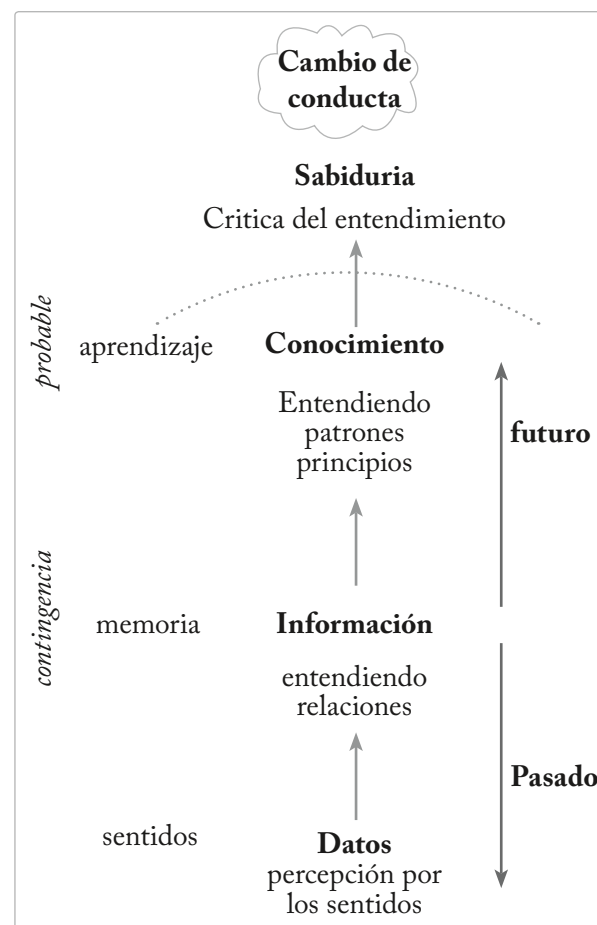 Cambio de
conducta
Sabiduria
Critica del entendimiento
probable
aprendizaje
Conocimiento
Entendiendo
patrones
principios
futuro
contingencia
memoria
Información
entendiendo
relaciones
Pasado
sentidos
Datos
percepción por
los sentidos